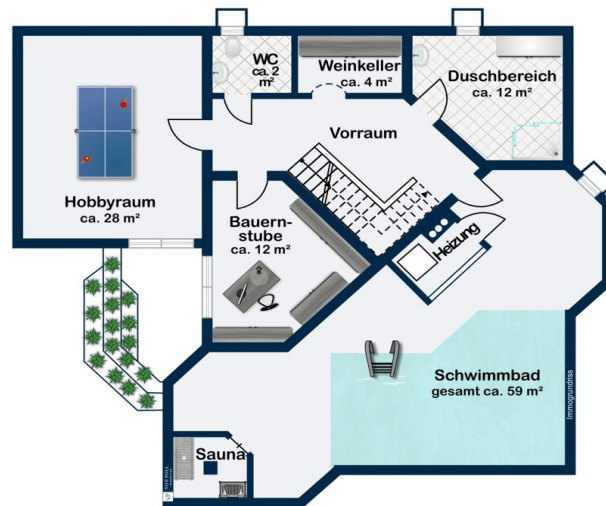 WC
ca. 2
m²
Weinkeller
ca. 4 m²
Duschbereich
ca. 12 m²
Vorraum
Hobbyraum
ca. 28 m²
Bauern-
stube
ca. 12 m²
Heizung
Schwimmbad
gesamt ca. 59 m²
Immogrundriss
Sauna